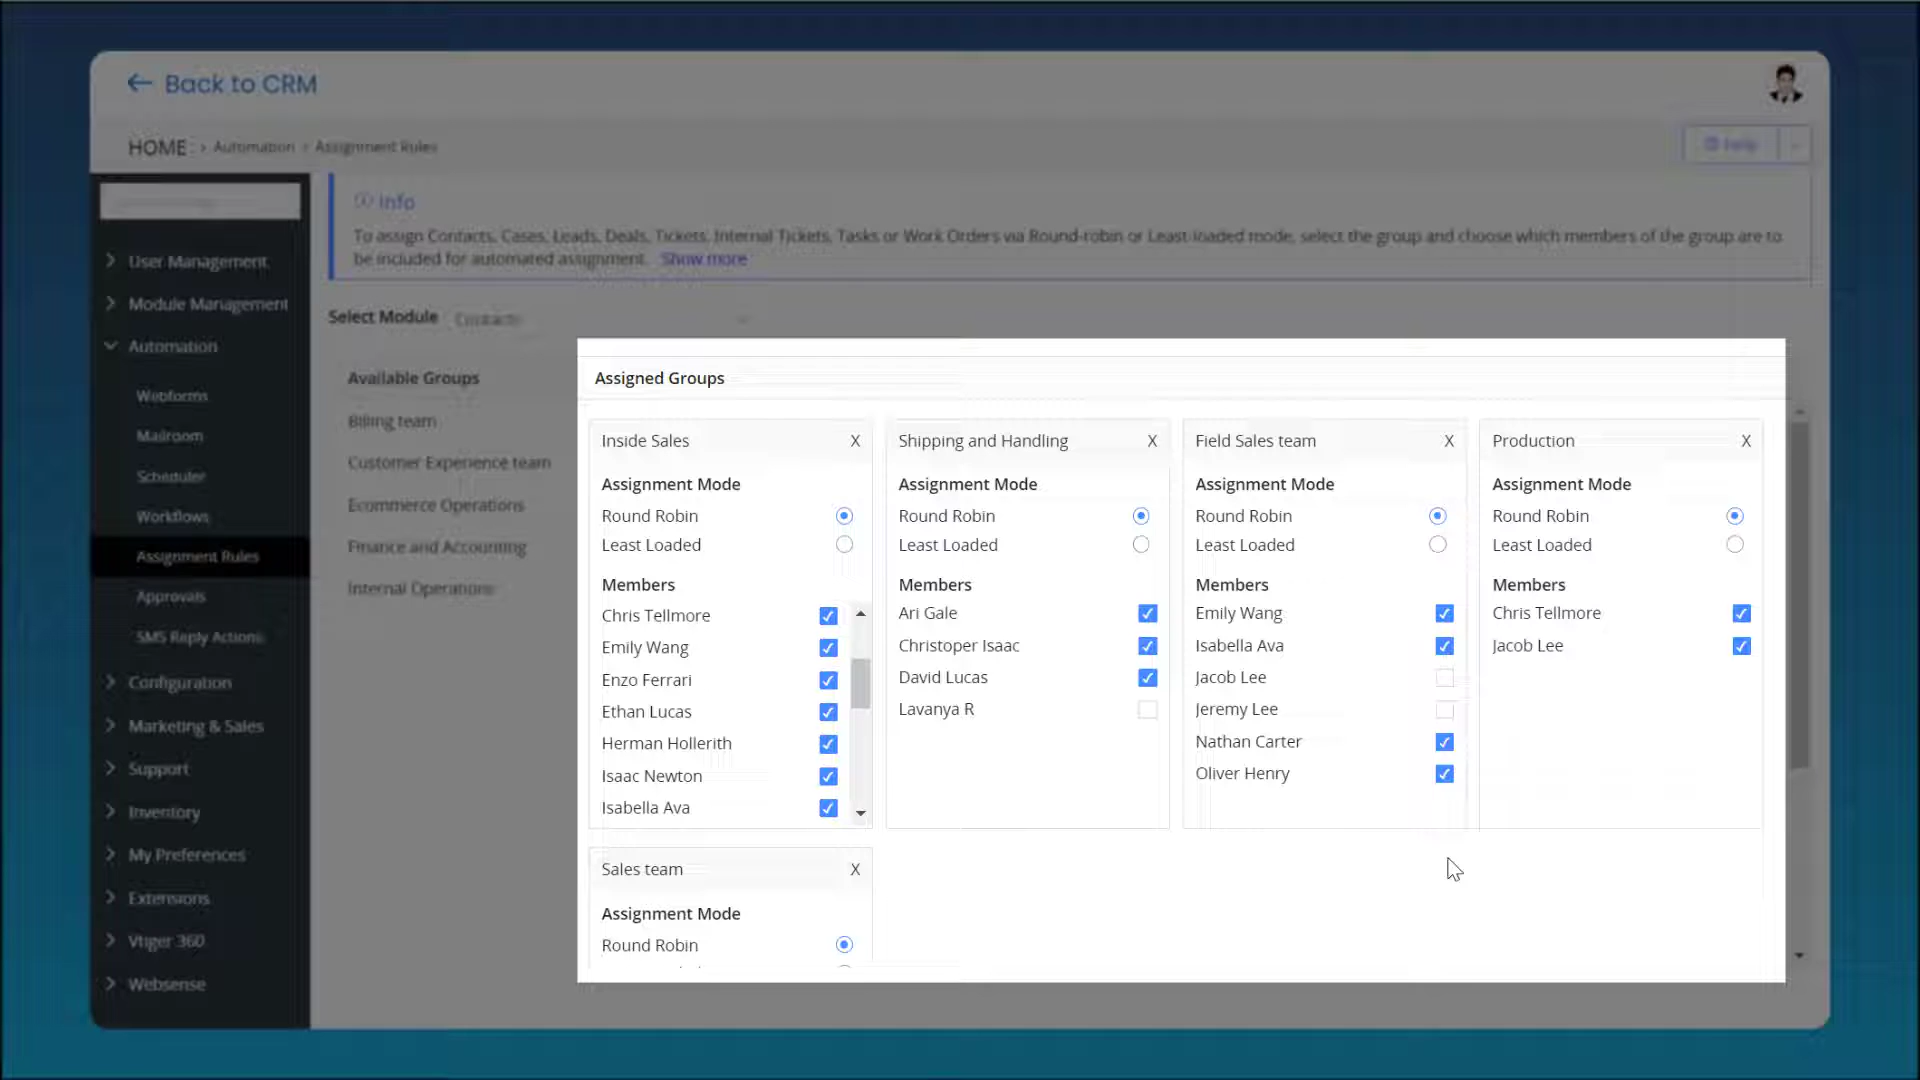 Back to CRM
HOME > Automation > Assignment Rules
Help
Info
To assign Contacts, Cases, Leads, Deals, Tickets, Internal Tickets, Tasks or Work Orders via Round-robin or Least-loaded mode, select the group and choose which members of the group are to
be included for automated assignment. Show more
User Management
Module Management
Automation
Webforms
Mailroom
Scheduler
Workflows
Assignment Rules
Approvals
SMS Reply Actions
Configuration
Marketing & Sales
Support
Inventory
My Preferences
Extensions
Vtiger 360
Websense
Select Module Contacts
Available Groups
Billing team
Customer Experience team
Ecommerce Operations
Finance and Accounting
Internal Operations
Assigned Groups
Inside Sales X
Assignment Mode
Round Robin
Least Loaded
Members
Chris Tellmore
Emily Wang
Enzo Ferrari
Ethan Lucas
Herman Hollerith
Isaac Newton
Isabella Ava
Shipping and Handling X
Assignment Mode
Round Robin
Least Loaded
Members
Ari Gale
Christoper Isaac
David Lucas
Lavanya R
Field Sales team X
Assignment Mode
Round Robin
Least Loaded
Members
Emily Wang
Isabella Ava
Jacob Lee
Jeremy Lee
Nathan Carter
Oliver Henry
Production X
Assignment Mode
Round Robin
Least Loaded
Members
Chris Tellmore
Jacob Lee
Sales team X
Assignment Mode
Round Robin